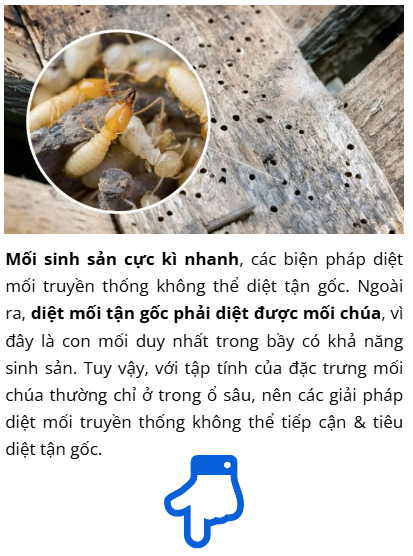 Mối sinh sản cực kì nhanh, các biện pháp diệt
mối truyền thống không thể diệt tận gốc. Ngoài
ra, diệt mối tận gốc phải diệt được mối chúa, vì
đây là con mối duy nhất trong bầy có khả năng
sinh sản. Tuy vậy, với tập tính của đặc trưng mối
chúa thường chỉ ở trong ổ sâu, nên các giải pháp
diệt mối truyền thống không thể tiếp cận & tiêu
diệt tận gốc.